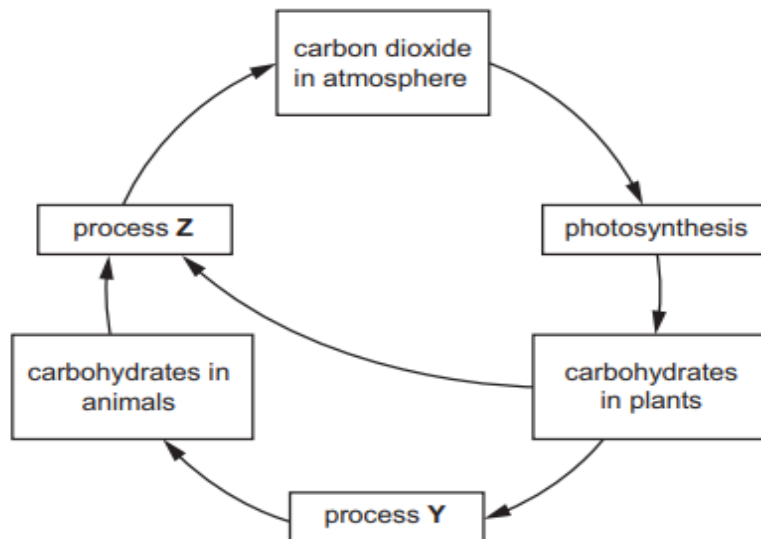 carbon dioxide
in atmosphere
process Z
photosynthesis
carbohydrates in
animals
carbohydrates
in plants
process Y